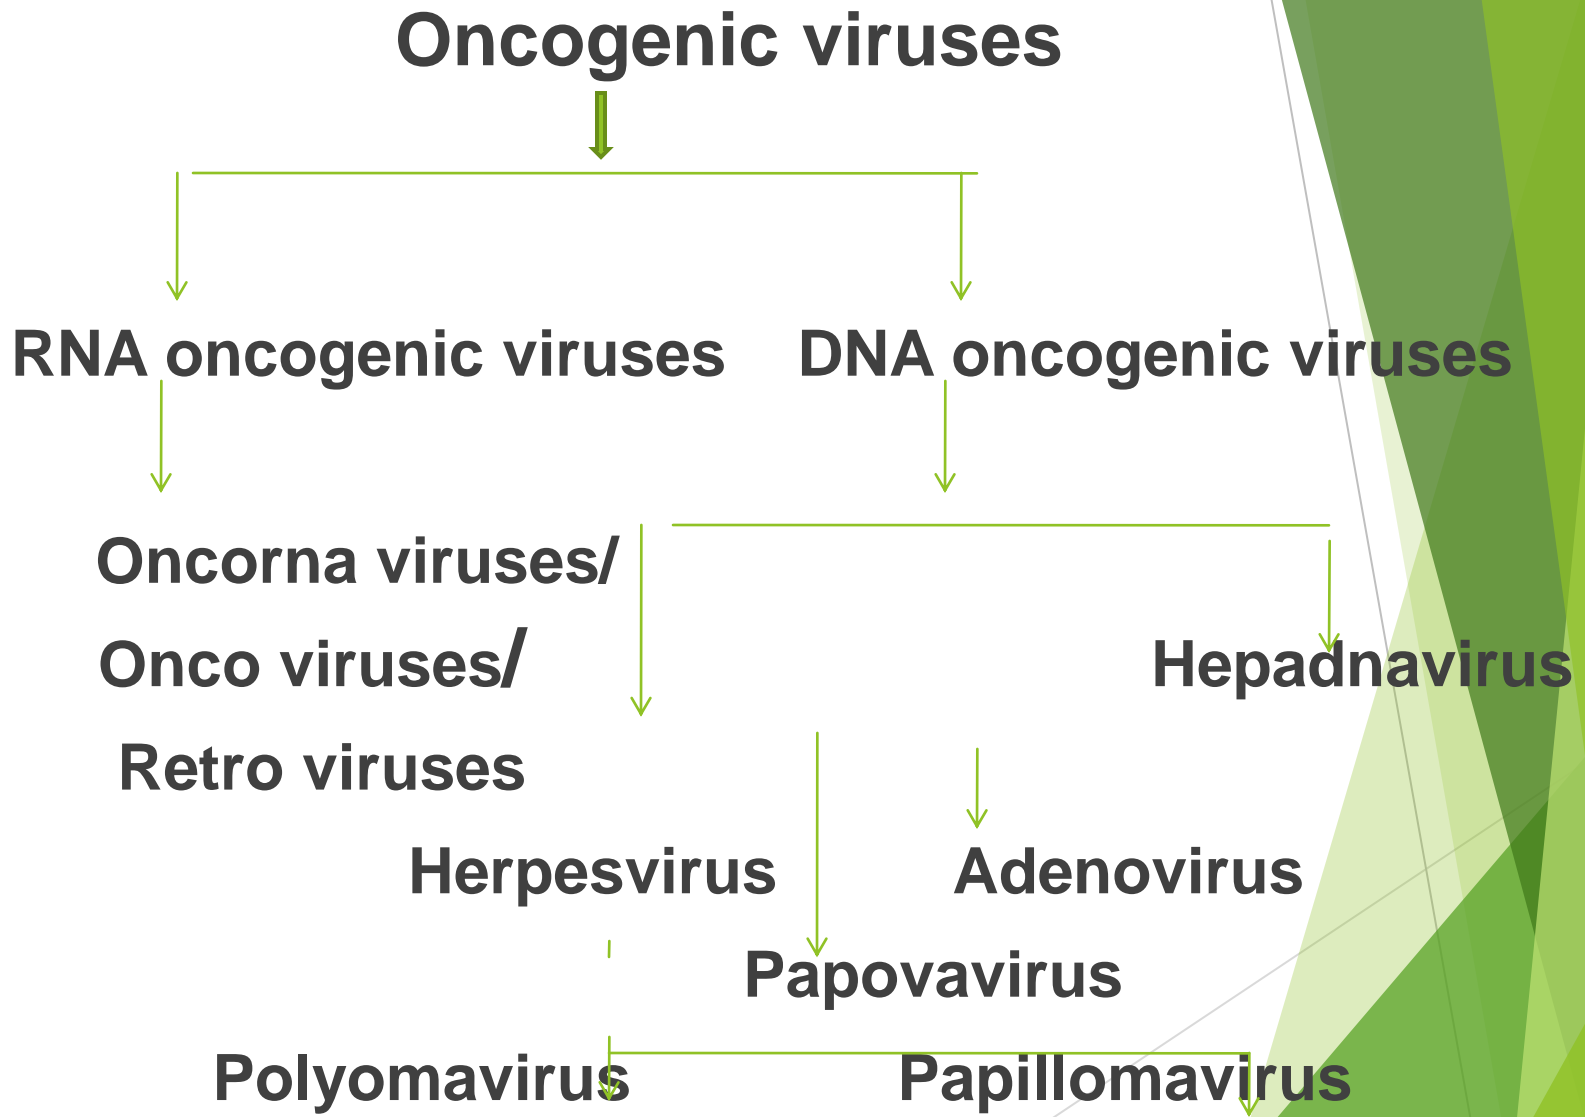 Oncogenic viruses
RNA oncogenic viruses DNA oncogenic viruses
Oncorna viruses/
Onco viruses/ Hepadnavirus
Retro viruses
Herpesvirus Adenovirus
Papovavirus
Polyomavirus Papillomavirus